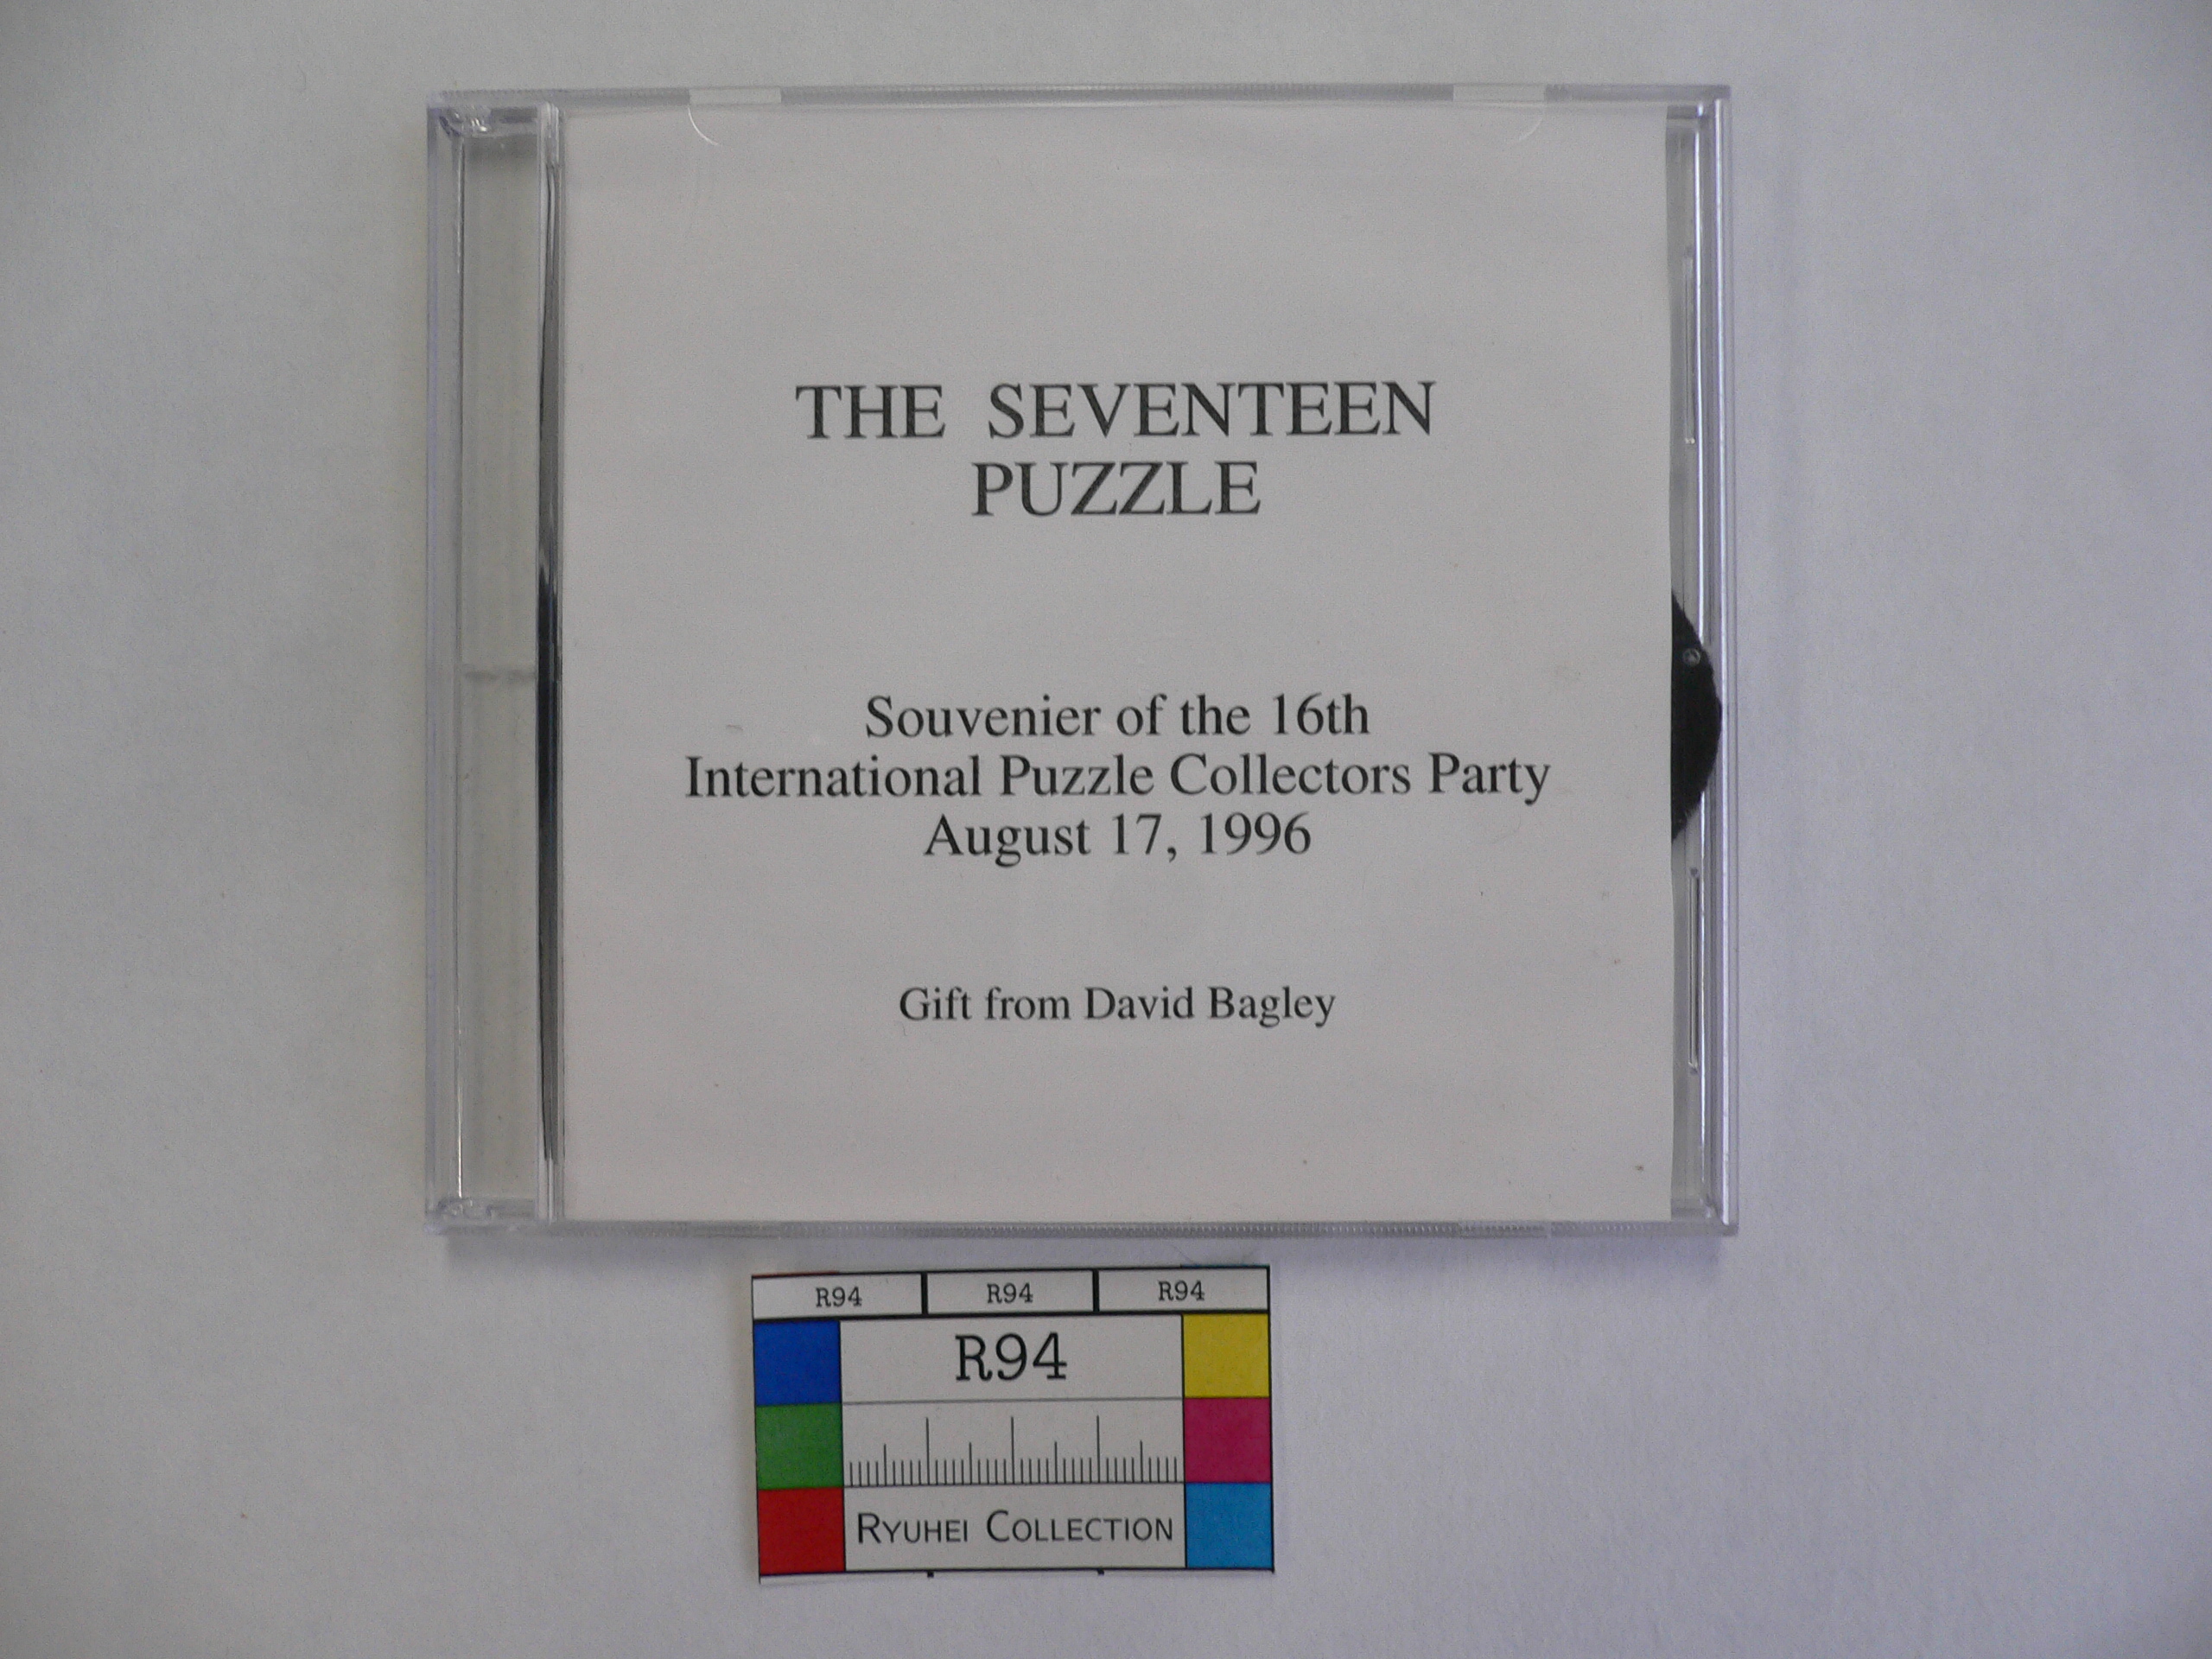 THE SEVENTEEN
PUZZLE
Souvenier of the 16th
International Puzzle Collectors Party
August 17, 1996
Gift from David Bagley
R94 R94 R94
R94
RYUHEI COLLECTION